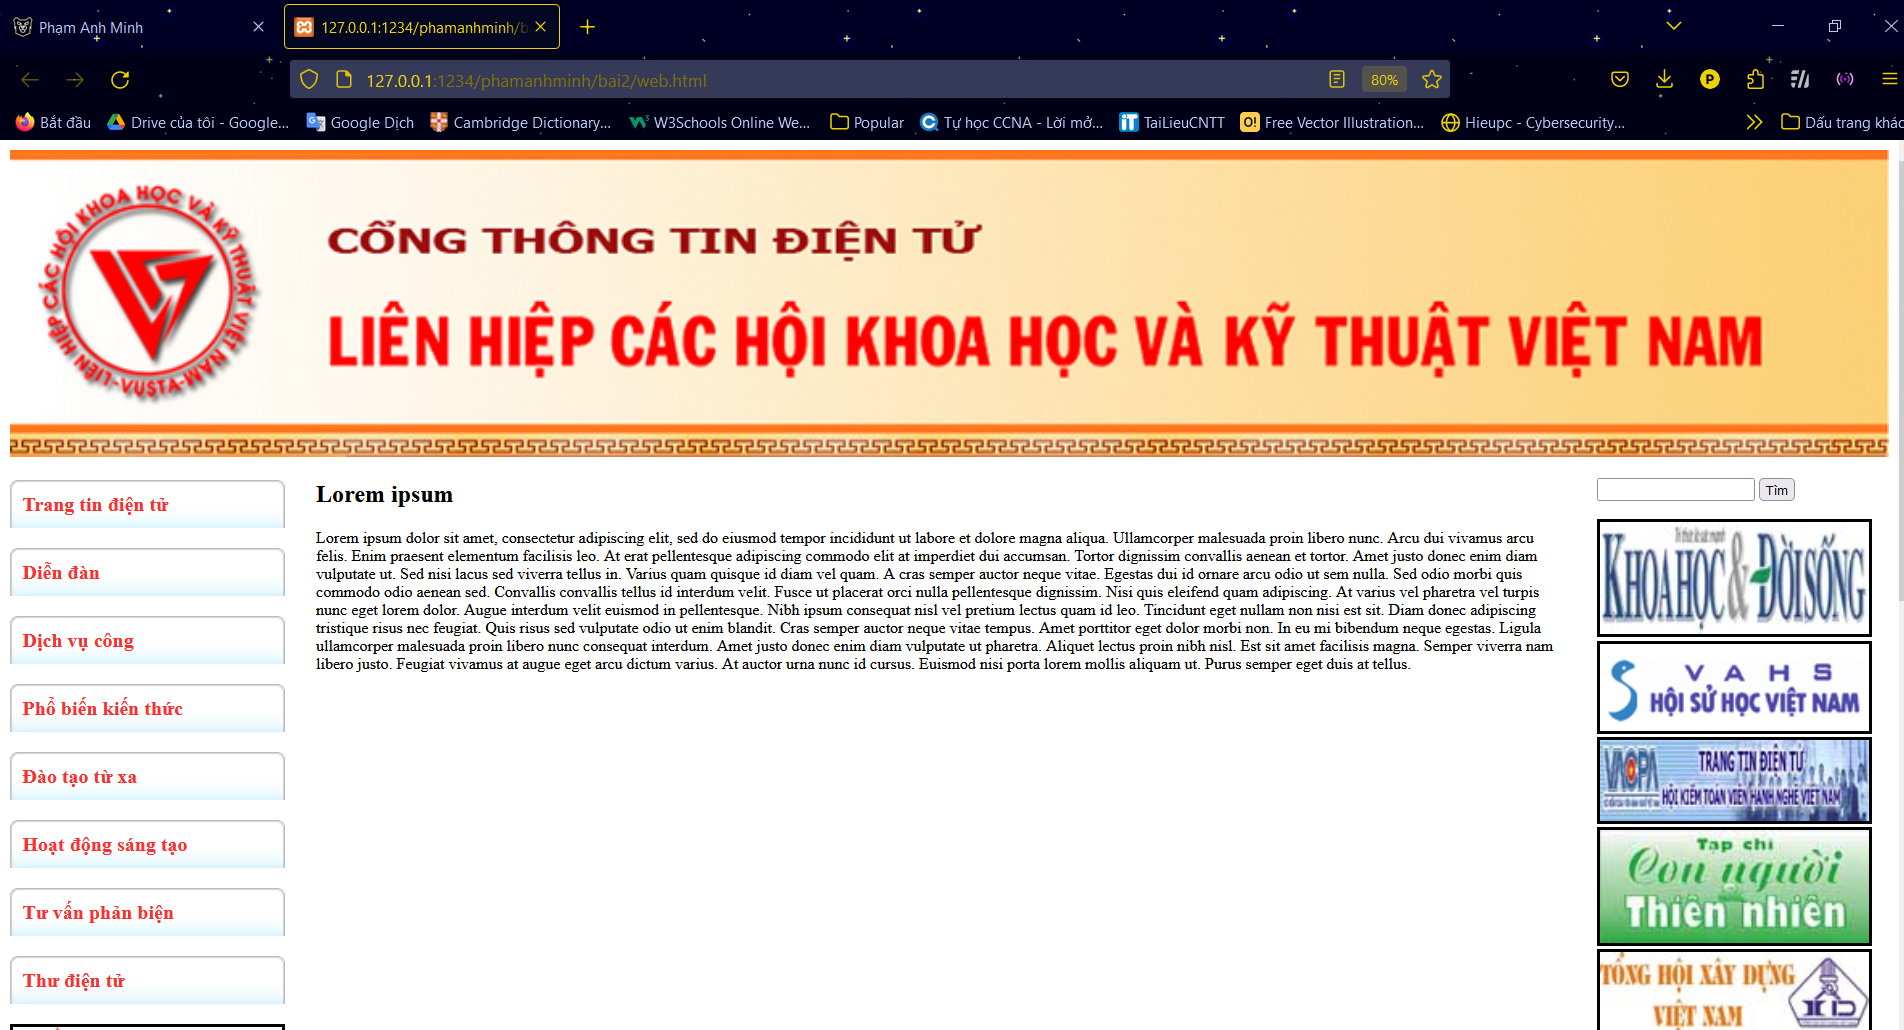 Phạm Anh Minh
127.0.0.1:1234/phamanhminh/b
127.0.0.1:1234/phamanhminh/bai2/web.html
80%
Bắt đầu
Drive của tôi - Google...
Google Dịch
Cambridge Dictionary...
W3Schools Online We...
Popular
Tự học CCNA - Lời mở...
TaiLieuCNTT
Free Vector Illustration...
Hieupc - Cybersecurity...
Dấu trang khác
LIÊN HIỆP CÁC HỘI KHOA HỌC VÀ KỸ THUẬT VIỆT NAM-VUSTA-
CỔNG THÔNG TIN ĐIỆN TỬ
LIÊN HIỆP CÁC HỘI KHOA HỌC VÀ KỸ THUẬT VIỆT NAM
Trang tin điện tử
Diễn đàn
Dịch vụ công
Phổ biến kiến thức
Đào tạo từ xa
Hoạt động sáng tạo
Tư vấn phản biện
Thư điện tử
Lorem ipsum
Lorem ipsum dolor sit amet, consectetur adipiscing elit, sed do eiusmod tempor incididunt ut labore et dolore magna aliqua. Ullamcorper malesuada proin libero nunc. Arcu dui vivamus arcu
felis. Enim praesent elementum facilisis leo. At erat pellentesque adipiscing commodo elit at imperdiet dui accumsan. Tortor dignissim convallis aenean et tortor. Amet justo donec enim diam
vulputate ut. Sed nisi lacus sed viverra tellus in. Varius quam quisque id diam vel quam. A cras semper auctor neque vitae. Egestas dui id ornare arcu odio ut sem nulla. Sed odio morbi quis
commodo odio aenean sed. Convallis convallis tellus id interdum velit. Fusce ut placerat orci nulla pellentesque dignissim. Nisi quis eleifend quam adipiscing. At varius vel pharetra vel turpis
nunc eget lorem dolor. Augue interdum velit euismod in pellentesque. Nibh ipsum consequat nisl vel pretium lectus quam id leo. Tincidunt eget nullam non nisi est sit. Diam donec adipiscing
tristique risus nec feugiat. Quis risus sed vulputate odio ut enim blandit. Cras semper auctor neque vitae tempus. Amet porttitor eget dolor morbi non. In eu mi bibendum neque egestas. Ligula
ullamcorper malesuada proin libero nunc consequat interdum. Amet justo donec enim diam vulputate ut pharetra. Aliquet lectus proin nibh nisl. Est sit amet facilisis magna. Semper viverra nam
libero justo. Feugiat vivamus at augue eget arcu dictum varius. At auctor urna nunc id cursus. Euismod nisi porta lorem mollis aliquam ut. Purus semper eget duis at tellus.
Tìm
KHOA HỌC & ĐỜI SỐNG
VAHS
HỘI SỬ HỌC VIỆT NAM
VACPA
TRANG TIN ĐIỆN TỬ
HỘI KIỂM TOÁN VIÊN HÀNH NGHỀ VIỆT NAM
Tạp chí
Con người
Thiên nhiên
TỔNG HỘI XÂY DỰNG
VIỆT NAM